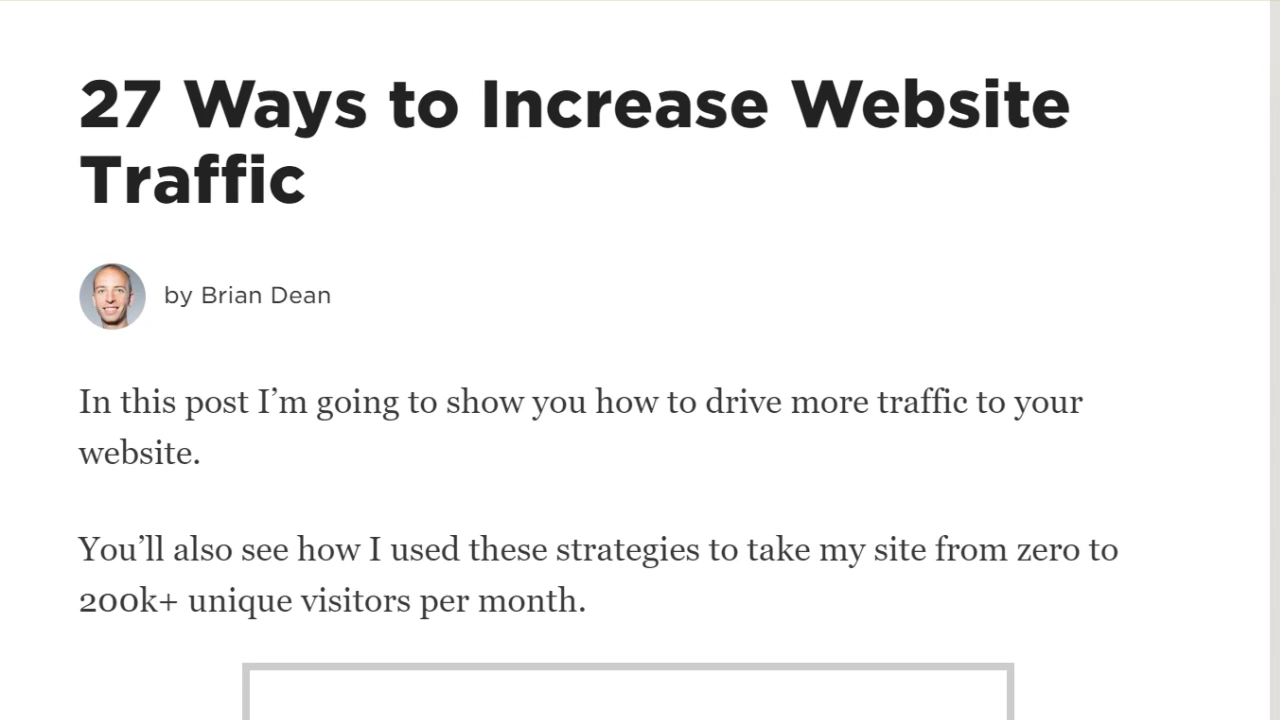 27 Ways to Increase Website
Traffic
by Brian Dean
In this post I’m going to show you how to drive more traffic to your
website.
You’ll also see how I used these strategies to take my site from zero to
200k+ unique visitors per month.